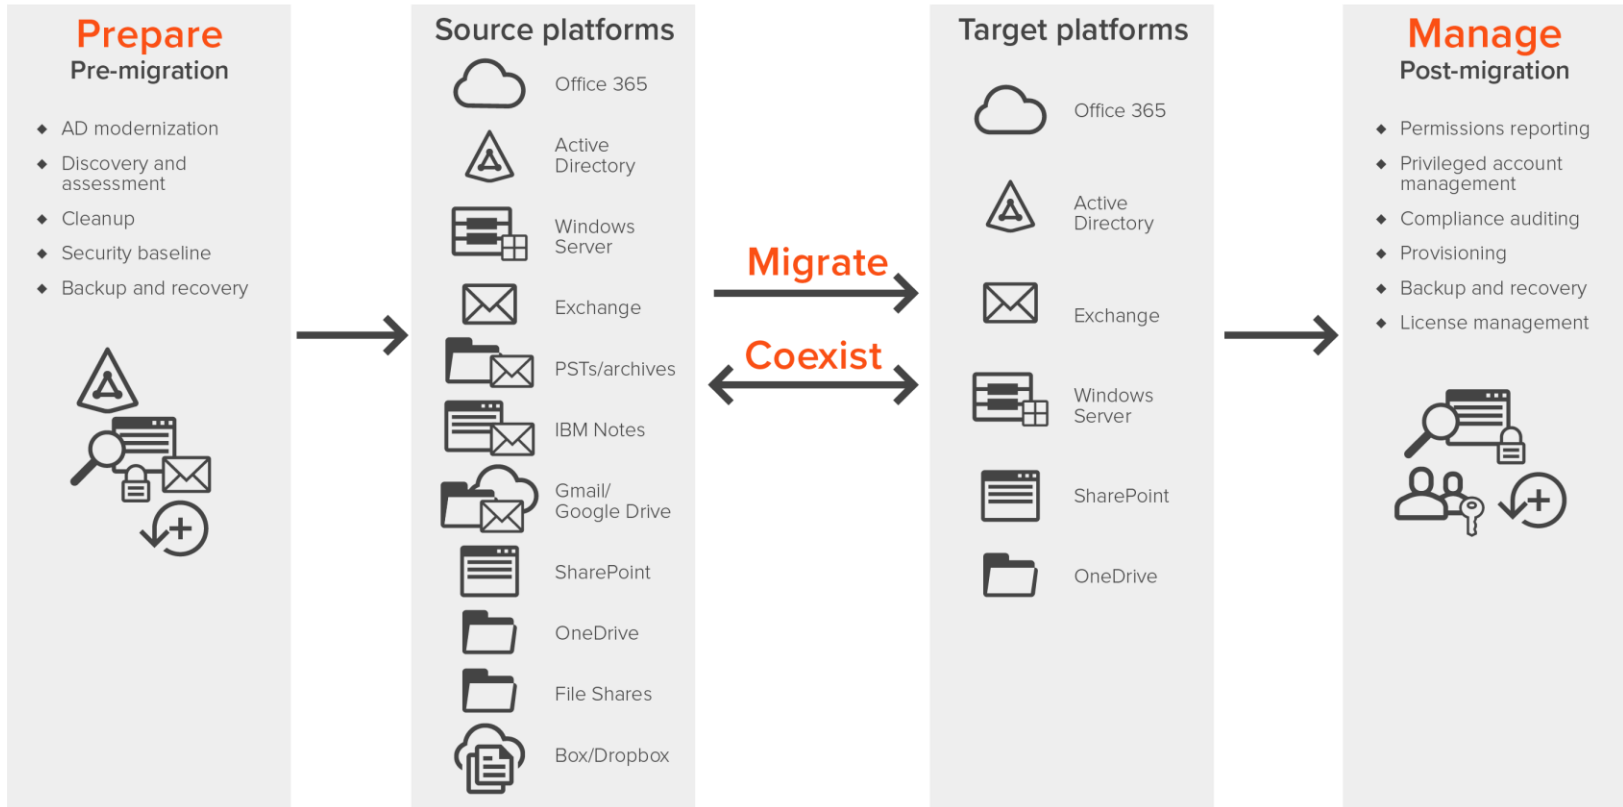 Prepare
Pre-migration
AD modernization
Discovery and
assessment
Cleanup
Security baseline
Backup and recovery
Source platforms
Office 365
Active
Directory
Windows
Server
Exchange
PSTs/archives
IBM Notes
Gmail/
Google Drive
SharePoint
OneDrive
File Shares
Box/Dropbox
Migrate
Coexist
Target platforms
Office 365
Active
Directory
Exchange
Windows
Server
SharePoint
OneDrive
Manage
Post-migration
Permissions reporting
Privileged account
management
Compliance auditing
Provisioning
Backup and recovery
License management